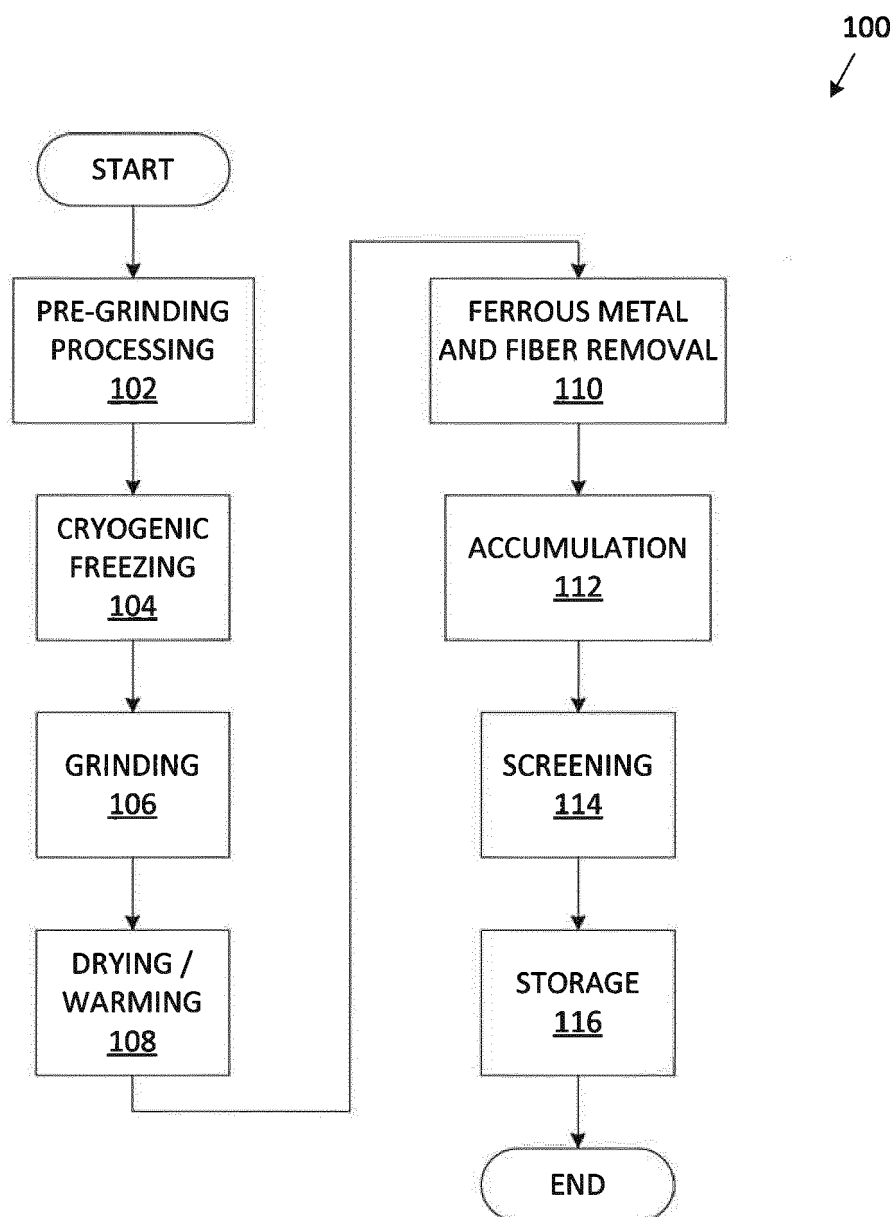 100
START
PRE-GRINDING
PROCESSING
102
CRYOGENIC
FREEZING
104
GRINDING
106
DRYING /
WARMING
108
FERROUS METAL
AND FIBER REMOVAL
110
ACCUMULATION
112
SCREENING
114
STORAGE
116
END